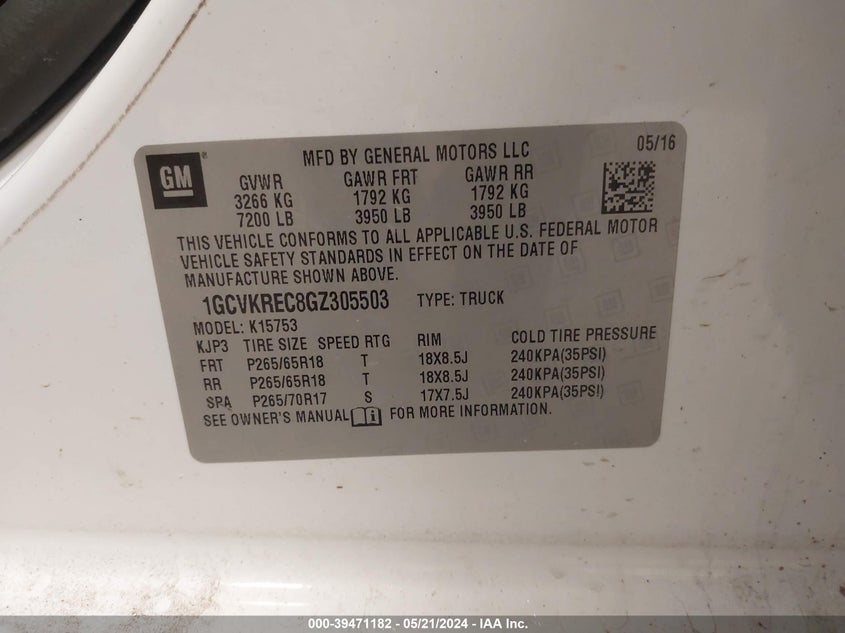 GM
MFD BY GENERAL MOTORS LLC
05/16
GVWR GAWR FRT GAWR RR
3266 KG 1792 KG 1792 KG
7200 LB 3950 LB 3950 LB
THIS VEHICLE CONFORMS TO ALL APPLICABLE U.S. FEDERAL MOTOR
VEHICLE SAFETY STANDARDS IN EFFECT ON THE DATE OF
MANUFACTURE SHOWN ABOVE.
1GCVKREC8GZ305503 TYPE: TRUCK
MODEL: K15753
KJP3 TIRE SIZE SPEED RTG RIM COLD TIRE PRESSURE
FRT P265/65R18 T 18X8.5J 240KPA(35PSI)
RR P265/65R18 T 18X8.5J 240KPA(35PSI)
SPA P265/70R17 S 17X7.5J 240KPA(35PSI)
SEE OWNER'S MANUAL i FOR MORE INFORMATION.
000-39471182 / 05/21/2024 - IAA Inc.